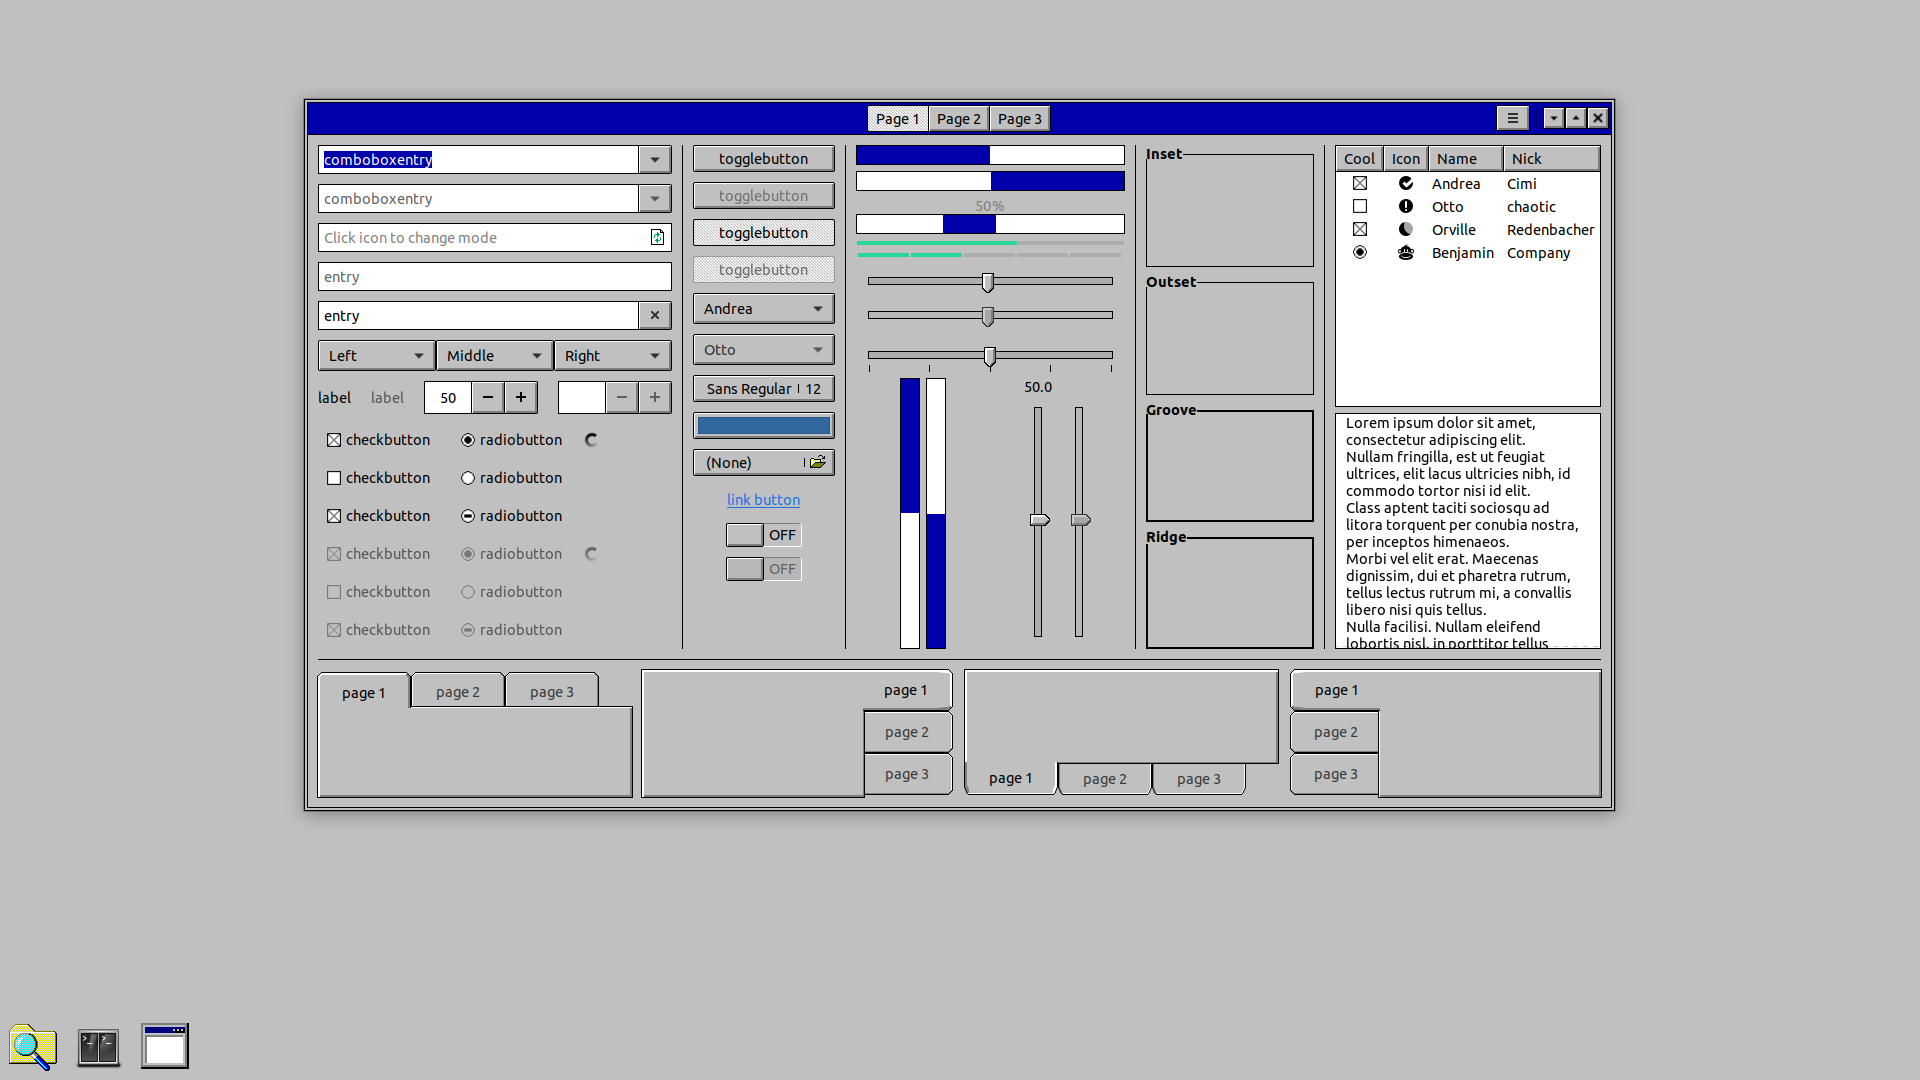 Page 1 Page 2 Page 3
comboboxentry
comboboxentry
Click icon to change mode
entry
entry
Left Middle Right
label label 50
checkbutton radiobutton
checkbutton radiobutton
checkbutton radiobutton
checkbutton radiobutton
checkbutton radiobutton
checkbutton radiobutton
togglebutton
togglebutton
togglebutton
togglebutton
Andrea
Otto
Sans Regular 12
(None)
link button
OFF
OFF
50%
50.0
Inset
Outset
Groove
Ridge
Cool Icon Name Nick
Andrea Cimi
Otto chaotic
Orville Redenbacher
Benjamin Company
Lorem ipsum dolor sit amet,
consectetur adipiscing elit.
Nullam fringilla, est ut feugiat
ultrices, elit lacus ultricies nibh, id
commodo tortor nisi id elit.
Class aptent taciti sociosqu ad
litora torquent per conubia nostra,
per inceptos himenaeos.
Morbi vel elit erat. Maecenas
dignissim, dui et pharetra rutrum,
tellus lectus rutrum mi, a convallis
libero nisi quis tellus.
Nulla facilisi. Nullam eleifend
lobortis nisl, in porttitor tellus
page 1 page 2 page 3
page 1
page 2
page 3
page 1 page 2 page 3
page 1
page 2
page 3